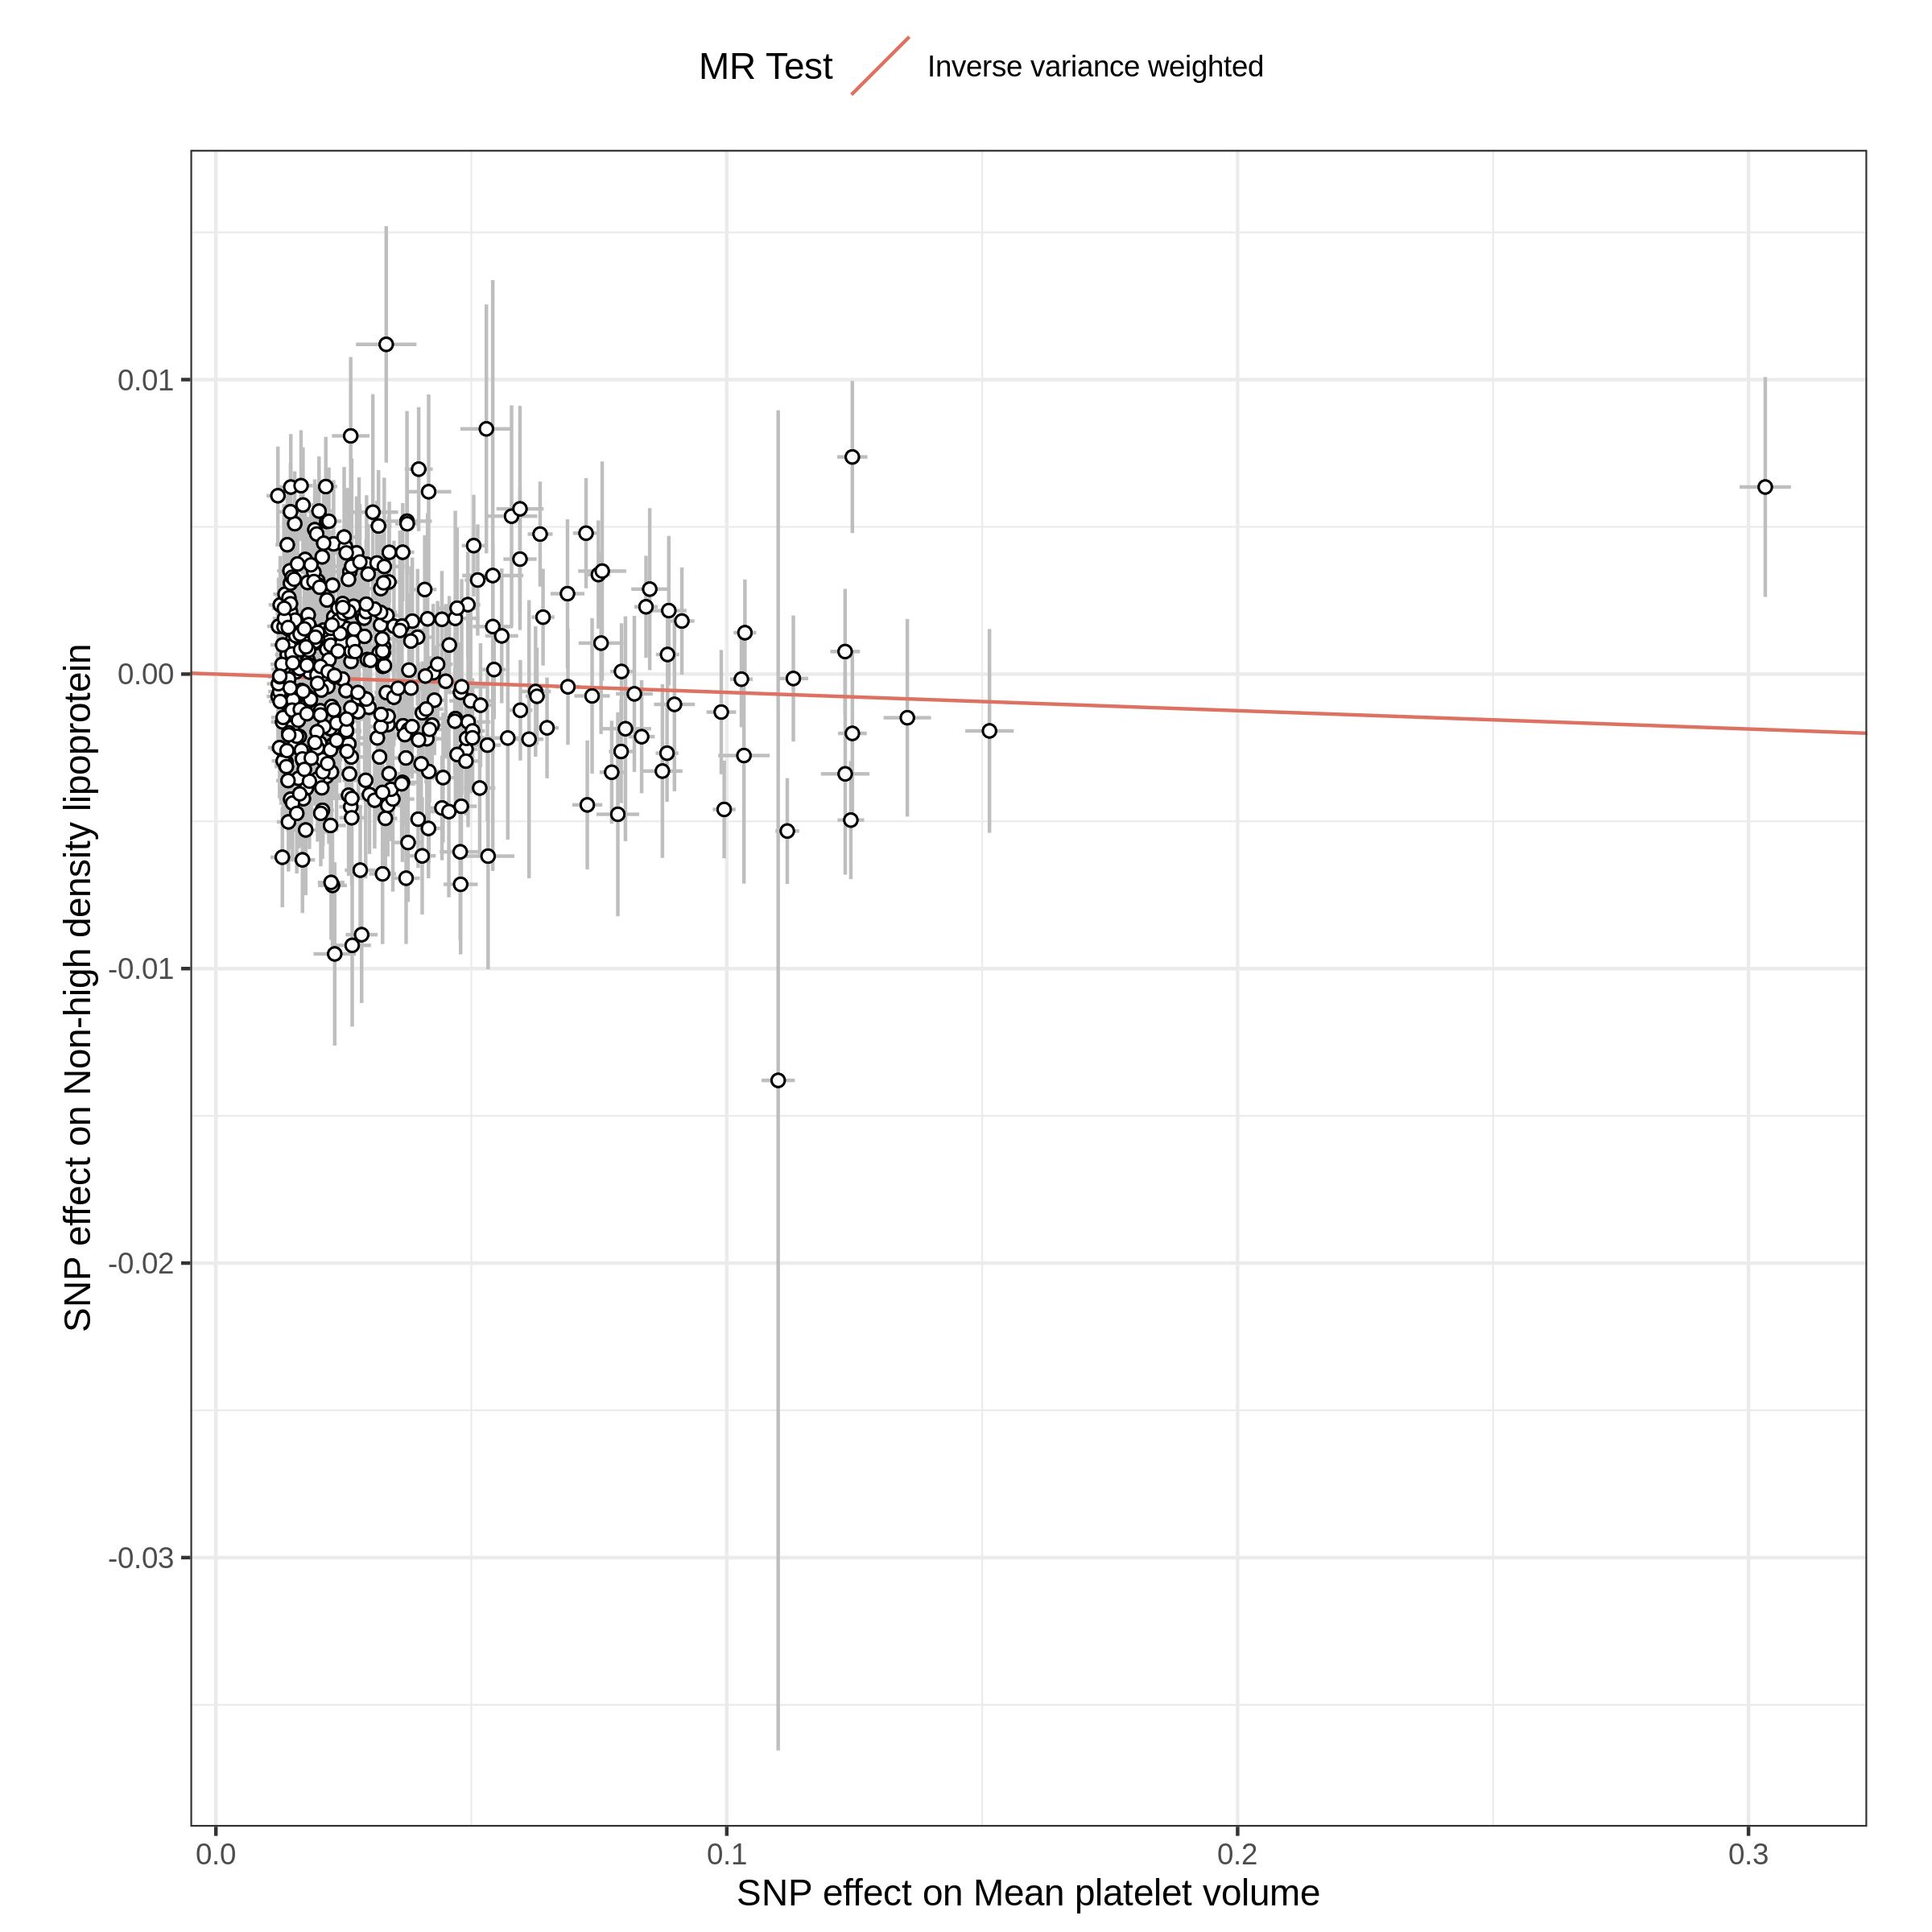 MR Test
Inverse variance weighted
SNP effect on Non-high density lipoprotein
0.01
0.00
-0.01
-0.02
-0.03
0.0
0.1
0.2
0.3
SNP effect on Mean platelet volume